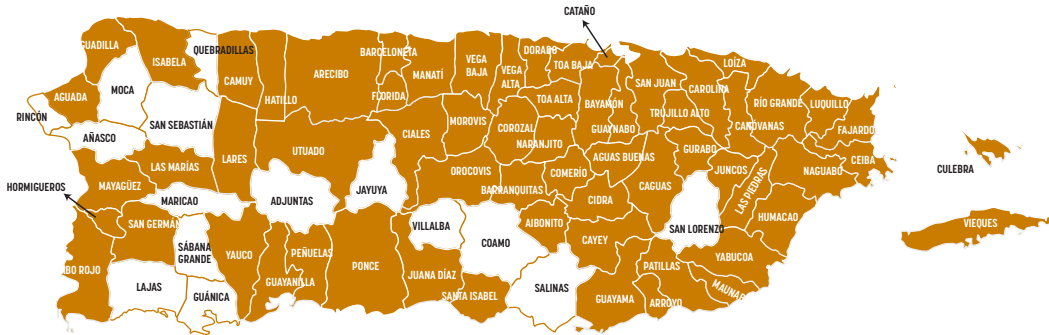 CATAÑO
GUADILLA
ISABELA
QUEBRADILLAS
CAMUY
HATILLO
ARECIBO
BARCELONETA
FLORIDA
MANATÍ
VEGA
BAJA
VEGA
ALTA
DORADO
TOA BAJA
TOA ALTA
BAYAMÓN
GUAYNABO
SAN JUAN
TRUJILLO ALTO
CAROLINA
LOÍZA
CANÓVANAS
RÍO GRANDE
LUQUILLO
FAJARDO
CEIBA
NAGUABO
MOCA
AGUADA
RINCÓN
AÑASCO
SAN SEBASTIÁN
LAS MARÍAS
LARES
UTUADO
CIALES
MOROVIS
COROZAL
NARANJITO
OROCOVIS
BARRANQUITAS
COMERÍO
AGUAS BUENAS
CIDRA
CAGUAS
GURABO
JUNCOS
LAS PIEDRAS
HUMACAO
CULEBRA
VIEQUES
HORMIGUEROS
MAYAGÜEZ
MARICAO
ADJUNTAS
JAYUYA
VILLALBA
COAMO
AIBONITO
CAYEY
SAN LORENZO
YABUCOA
PATILLAS
MAUNAB
ARROYO
GUAYAMA
SALINAS
SANTA ISABEL
JUANA DÍAZ
PONCE
PEÑUELAS
GUAYANILLA
YAUCO
SÁBANA
GRANDE
SAN GERMÁN
BO ROJO
LAJAS
GUÁNICA